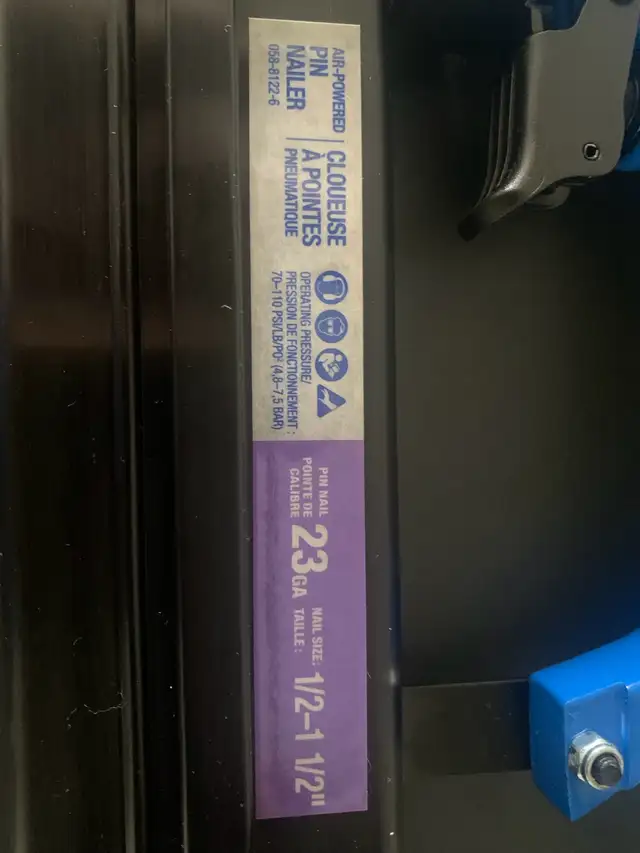 AIR-POWERED
PIN
NAILER
058-8122-6
CLOUEUSE
À POINTES
PNEUMATIQUE
OPERATING PRESSURE/
PRESSION DE FONCTIONNEMENT :
70–110 PSI/LB/PO² (4,8–7,5 BAR)
PIN NAIL
POINTE DE
CALIBRE
23GA
NAIL SIZE:
TAILLE :
1/2–1 1/2"